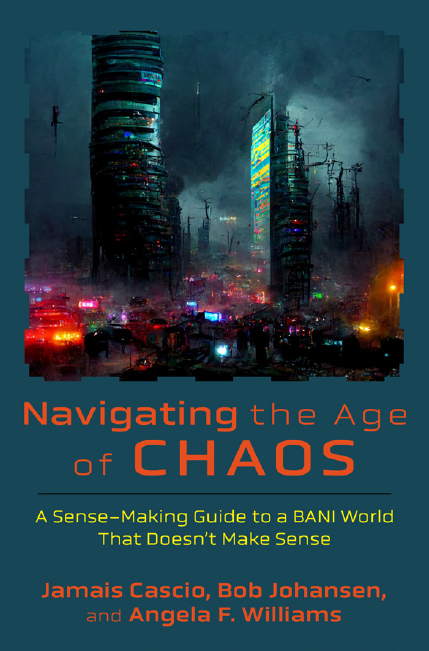 Navigating the Age
of CHAOS
A Sense-Making Guide to a BANI World
That Doesn't Make Sense
Jamais Cascio, Bob Johansen,
and Angela F. Williams